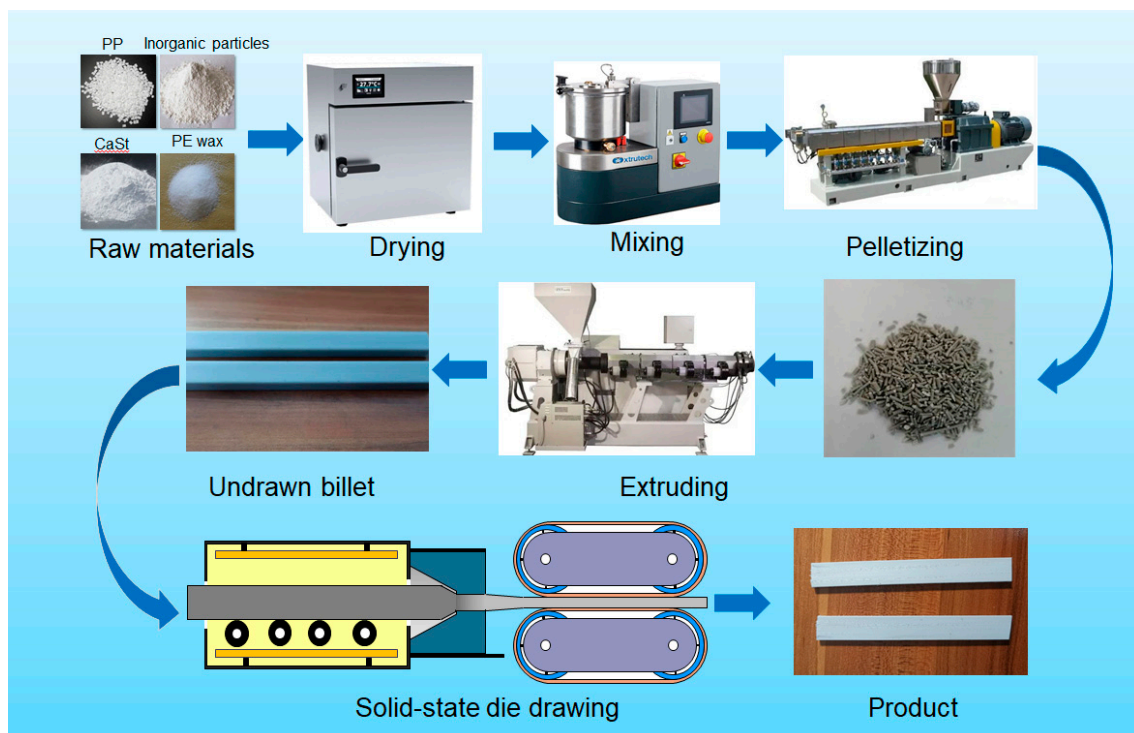 PP
Inorganic particles
CaSt
PE wax
Raw materials
Drying
xtrutech
Mixing
Pelletizing
Undrawn billet
Extruding
Solid-state die drawing
Product